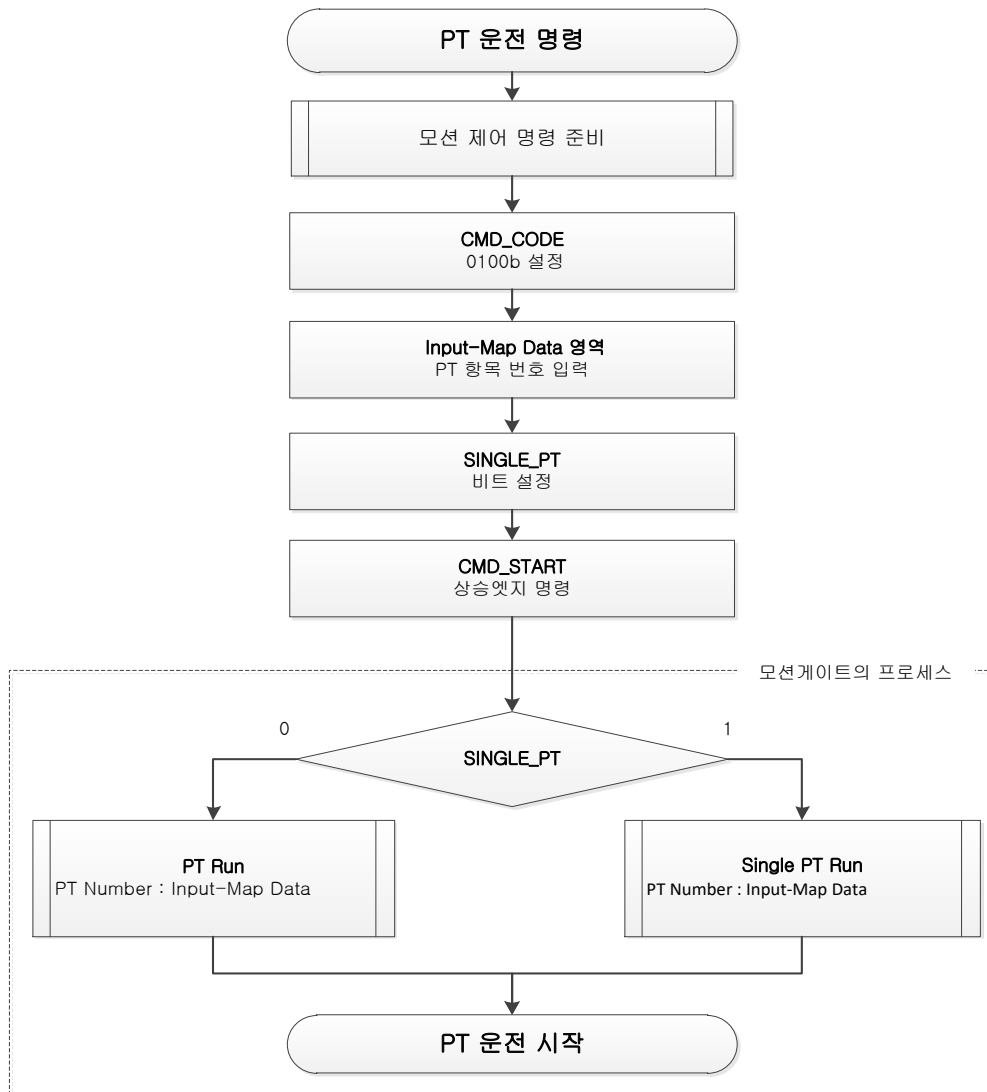 PT 운전 명령
모션 제어 명령 준비
CMD_CODE
0100b 설정
Input-Map Data 영역
PT 항목 번호 입력
SINGLE_PT
비트 설정
CMD_START
상승엣지 명령
모션게이트의 프로세스
0
1
SINGLE_PT
PT Run
PT Number : Input-Map Data
Single PT Run
PT Number : Input-Map Data
PT 운전 시작